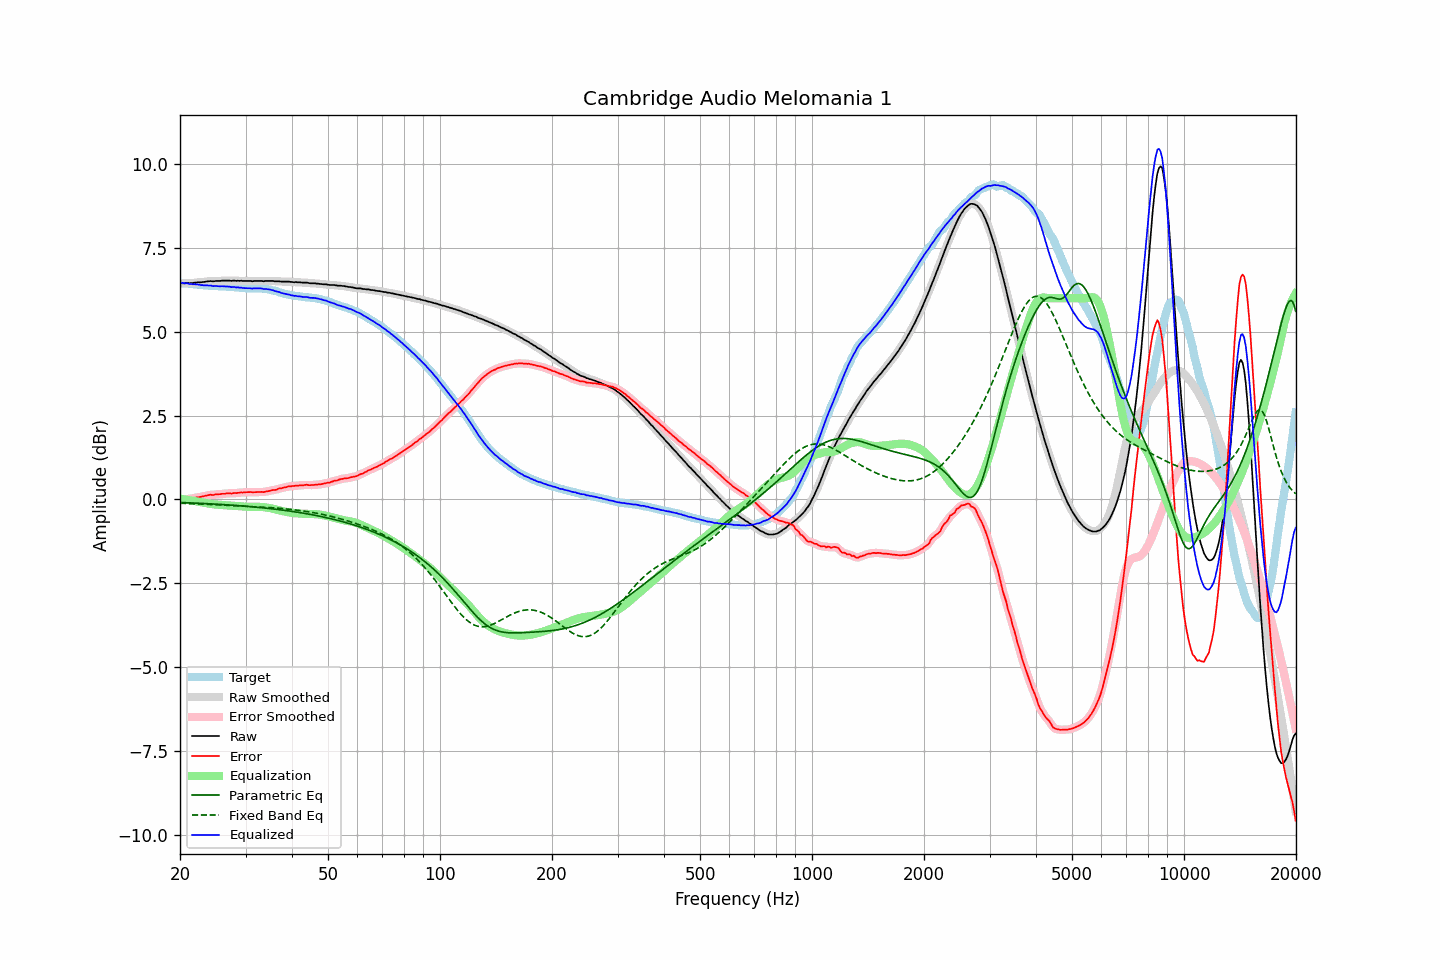 Cambridge Audio Melomania 1
Amplitude (dBr)
10.0
7.5
5.0
2.5
0.0
−2.5
−5.0
−7.5
−10.0
Target
Raw Smoothed
Error Smoothed
Raw
Error
Equalization
Parametric Eq
Fixed Band Eq
Equalized
20 50 100 200 500 1000 2000 5000 10000 20000
Frequency (Hz)